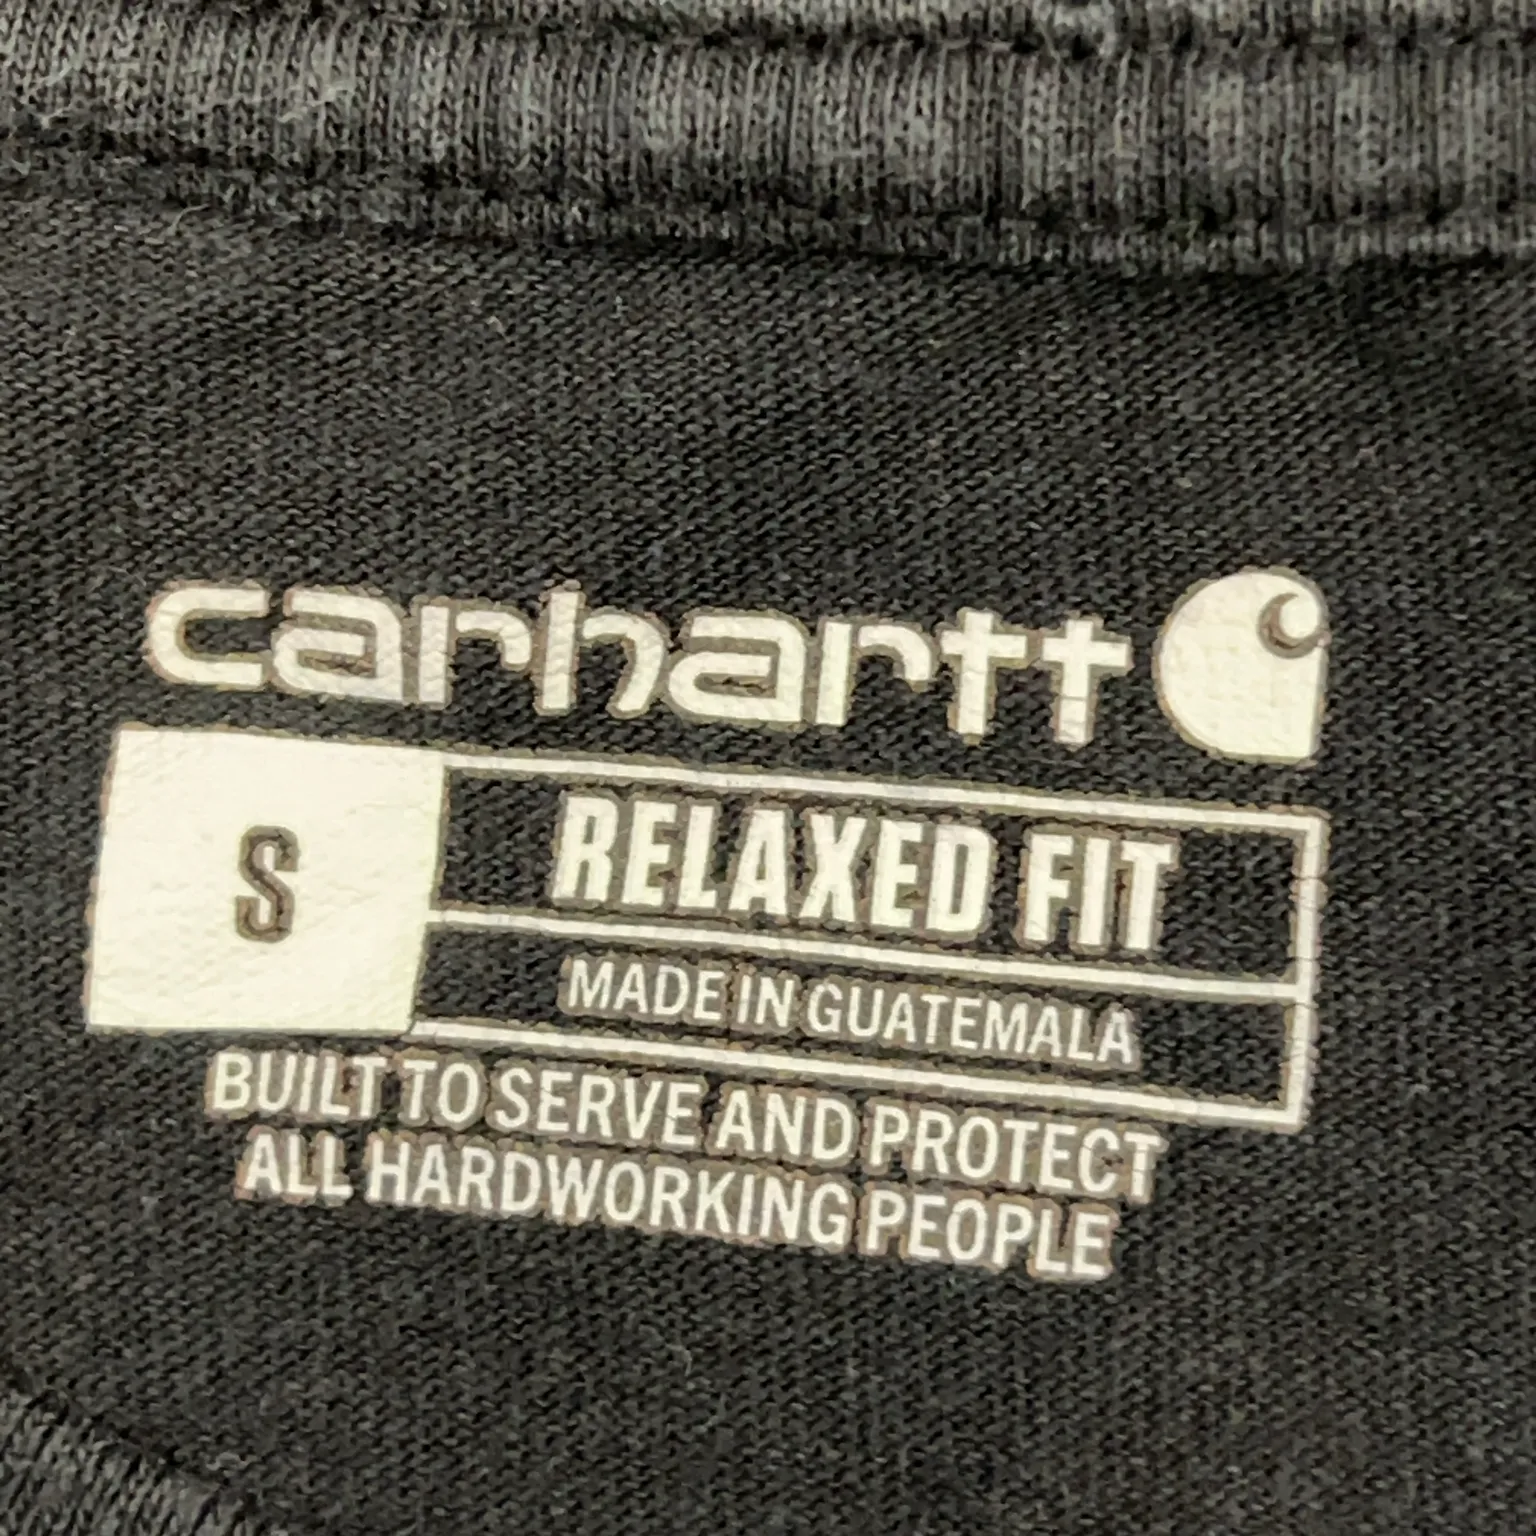 carhartt
S
RELAXED FIT
MADE IN GUATEMALA
BUILT TO SERVE AND PROTECT
ALL HARDWORKING PEOPLE